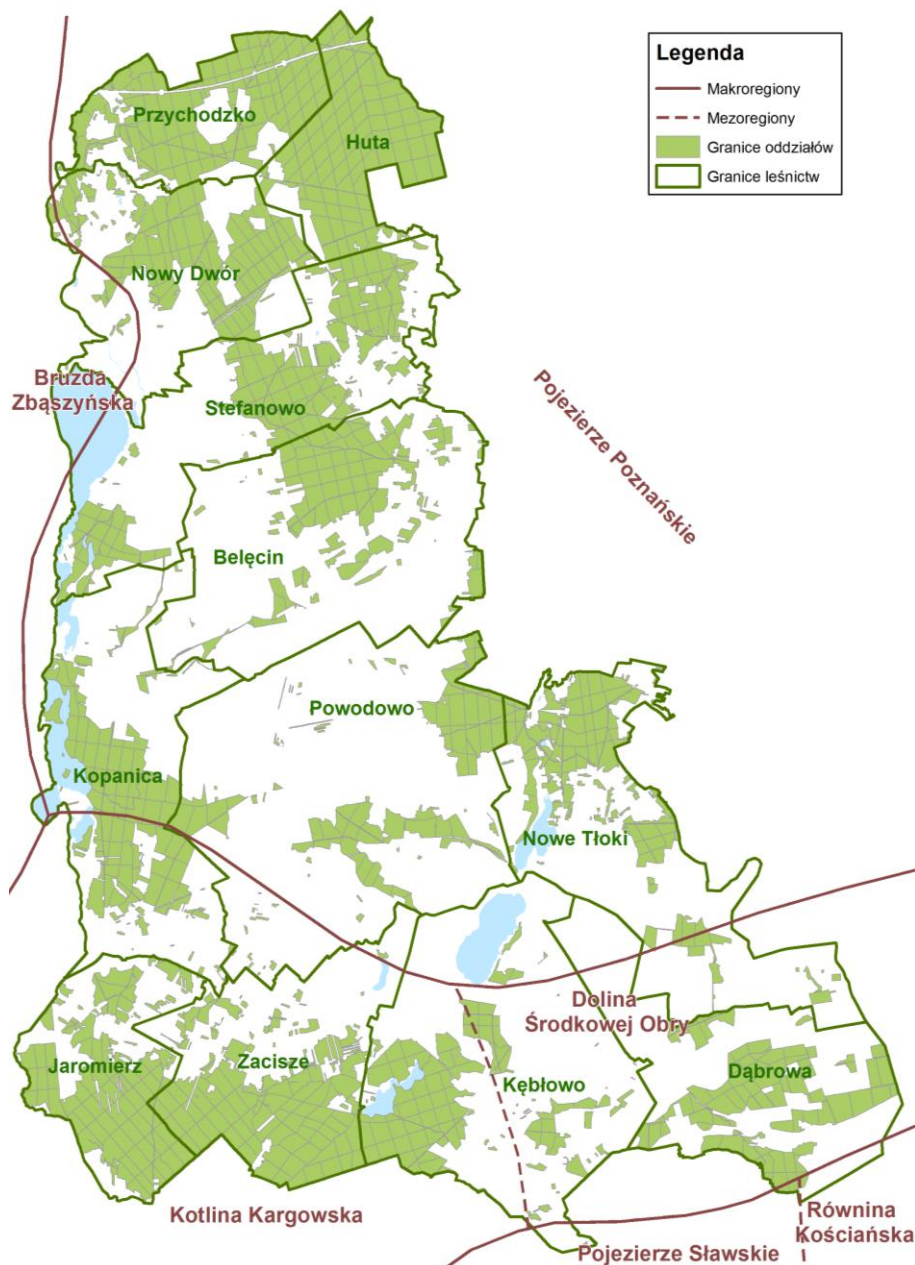 Legenda
Makroregiony
Mezoregiony
Granice oddziałów
Granice leśnictw
Przychodzko
Huta
Nowy Dwór
Bruzda
Zbąszyńska
Stefanowo
Pojezierze Poznańskie
Belęcin
Powodowo
Kopanica
Nowe Tłoki
Dolina
Środkowej Obry
Jaromierz
Zacisze
Kębłowo
Dąbrowa
Kotlina Kargowska
Równina
Kościańska
Pojezierze Sławskie